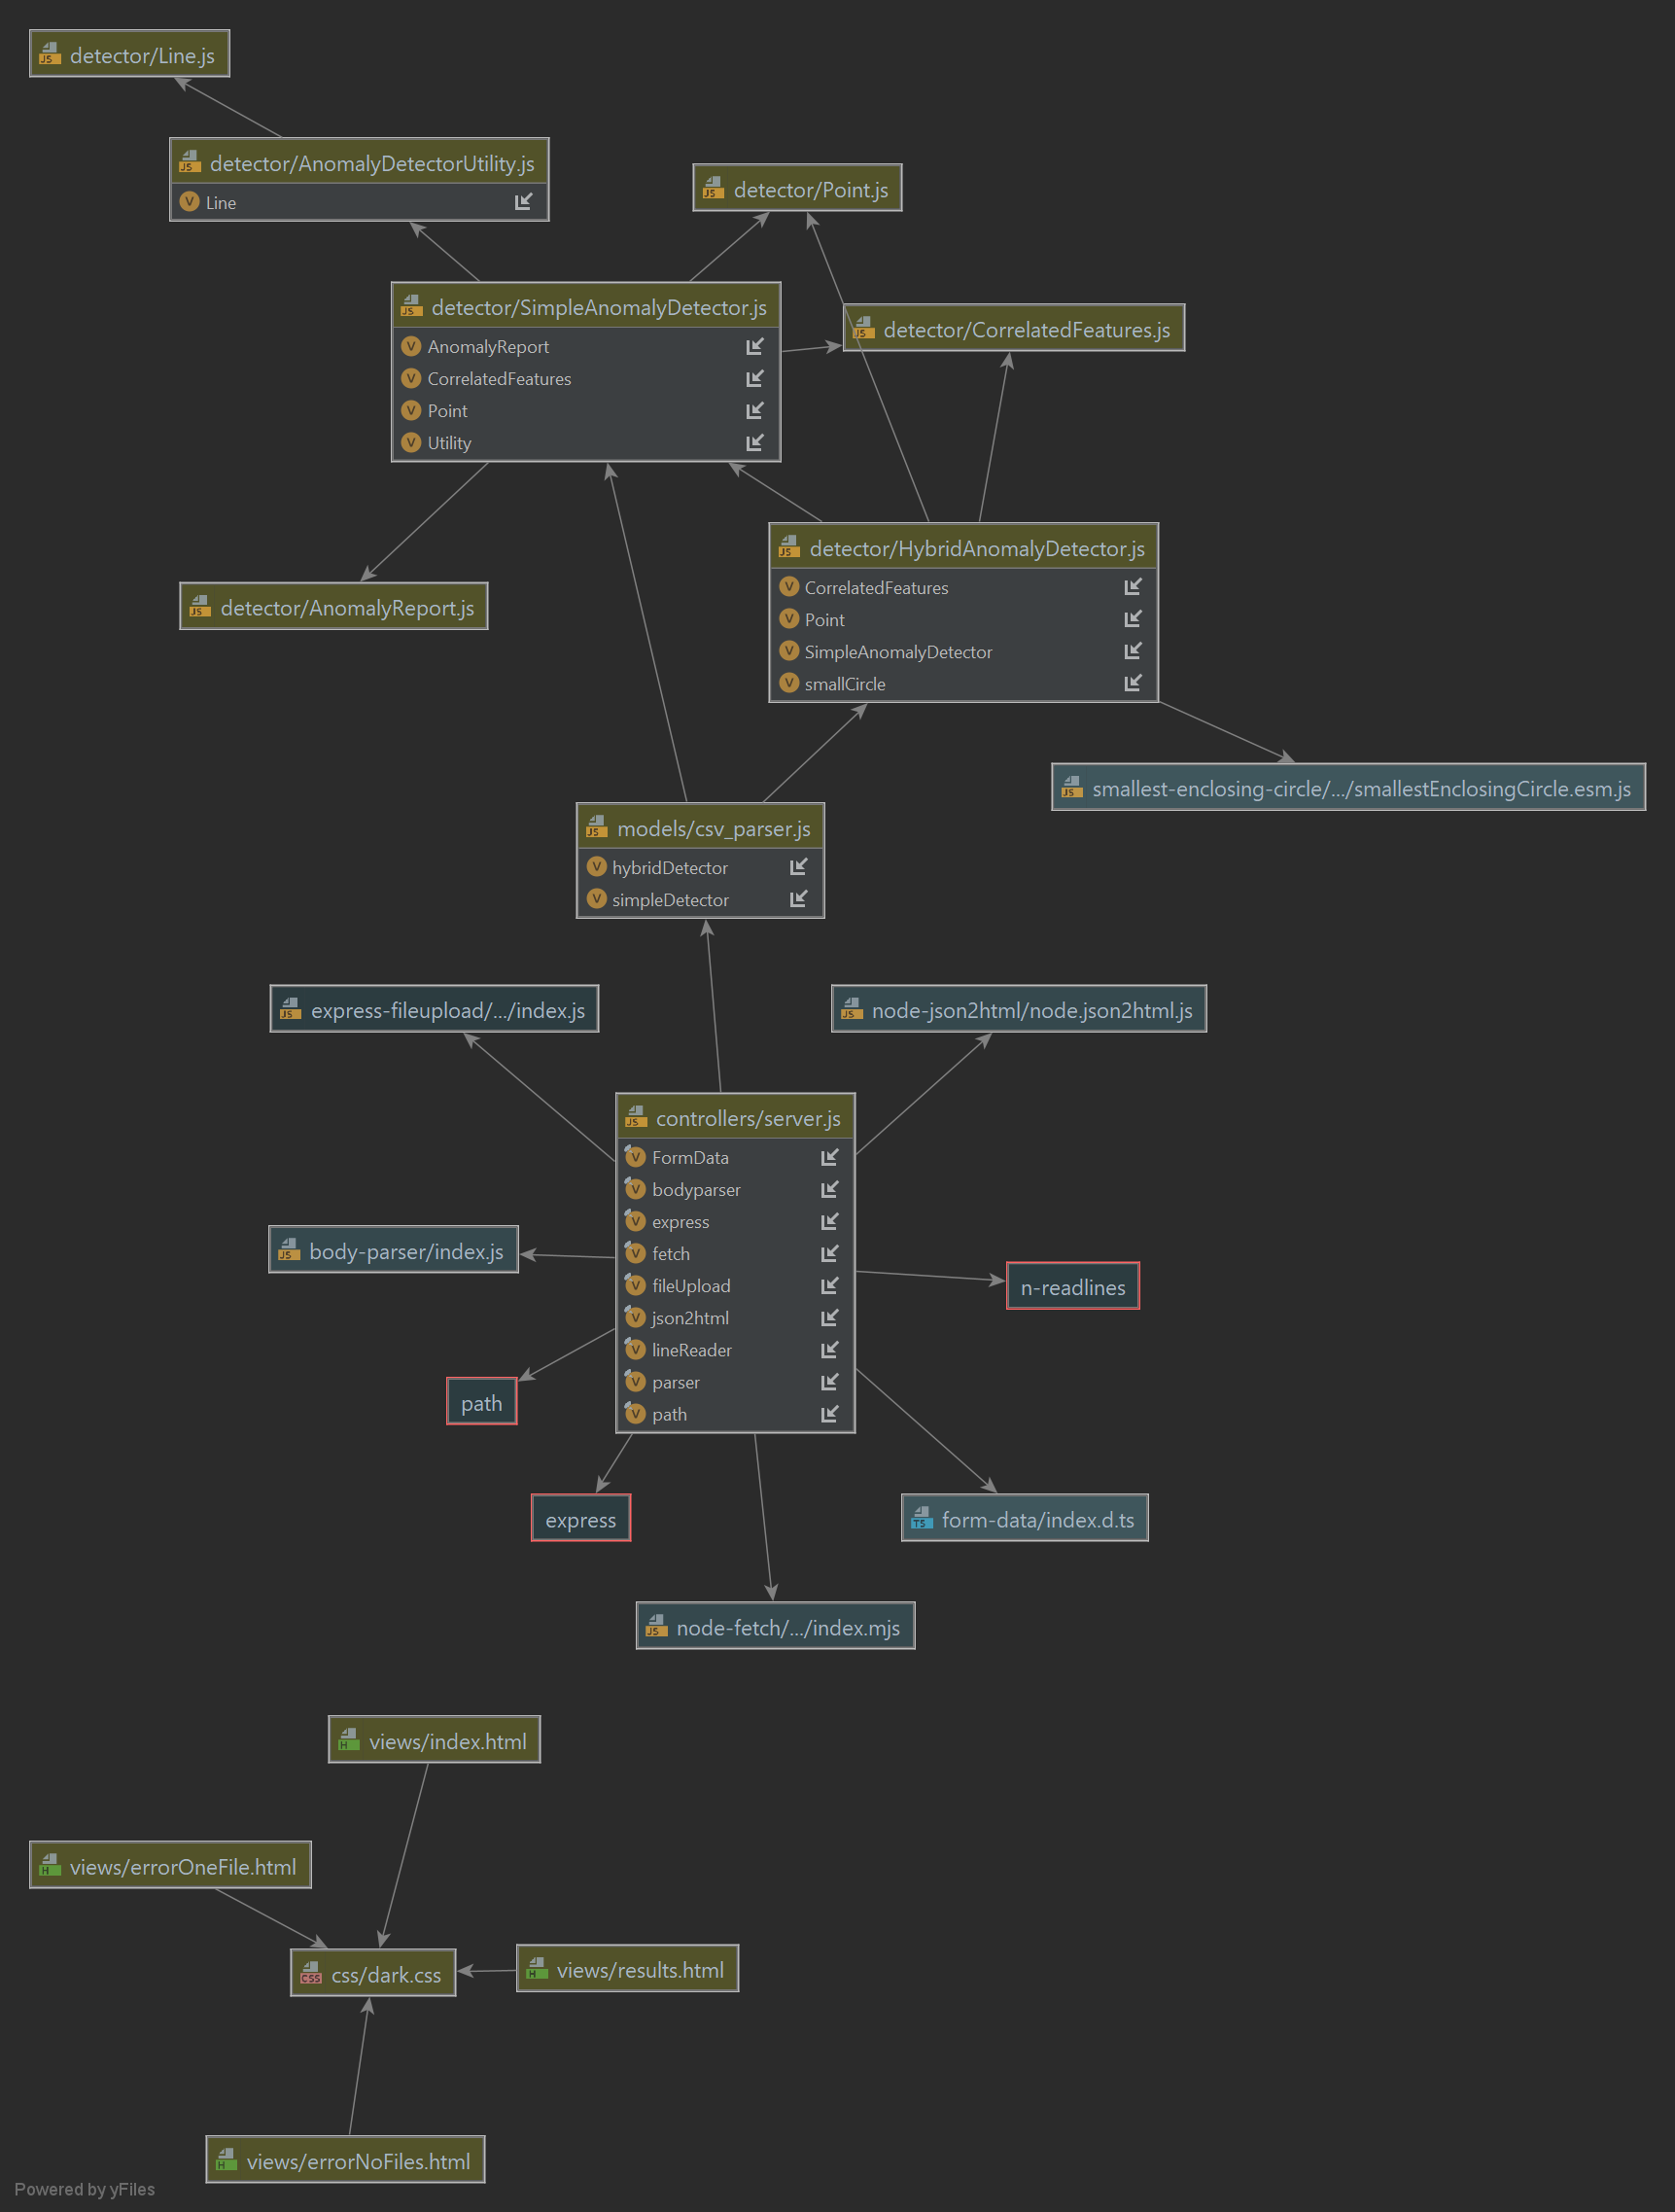 detector/Line.js
detector/AnomalyDetectorUtility.js
Line
detector/Point.js
detector/SimpleAnomalyDetector.js
AnomalyReport
CorrelatedFeatures
Point
Utility
detector/CorrelatedFeatures.js
detector/HybridAnomalyDetector.js
CorrelatedFeatures
Point
SimpleAnomalyDetector
smallCircle
detector/AnomalyReport.js
smallest-enclosing-circle/.../smallestEnclosingCircle.esm.js
models/csv_parser.js
hybridDetector
simpleDetector
express-fileupload/.../index.js
node-json2html/node.json2html.js
controllers/server.js
FormData
bodyparser
express
fetch
fileUpload
json2html
lineReader
parser
path
body-parser/index.js
n-readlines
path
express
form-data/index.d.ts
node-fetch/.../index.mjs
views/index.html
views/errorOneFile.html
css/dark.css
views/results.html
views/errorNoFiles.html
Powered by yFiles